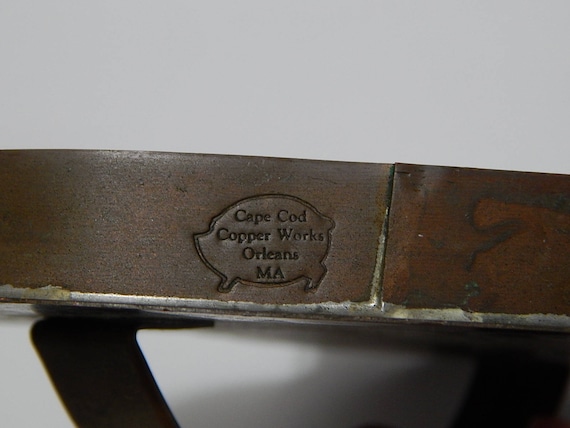 Cape Cod
Copper Works
Orleans
MA